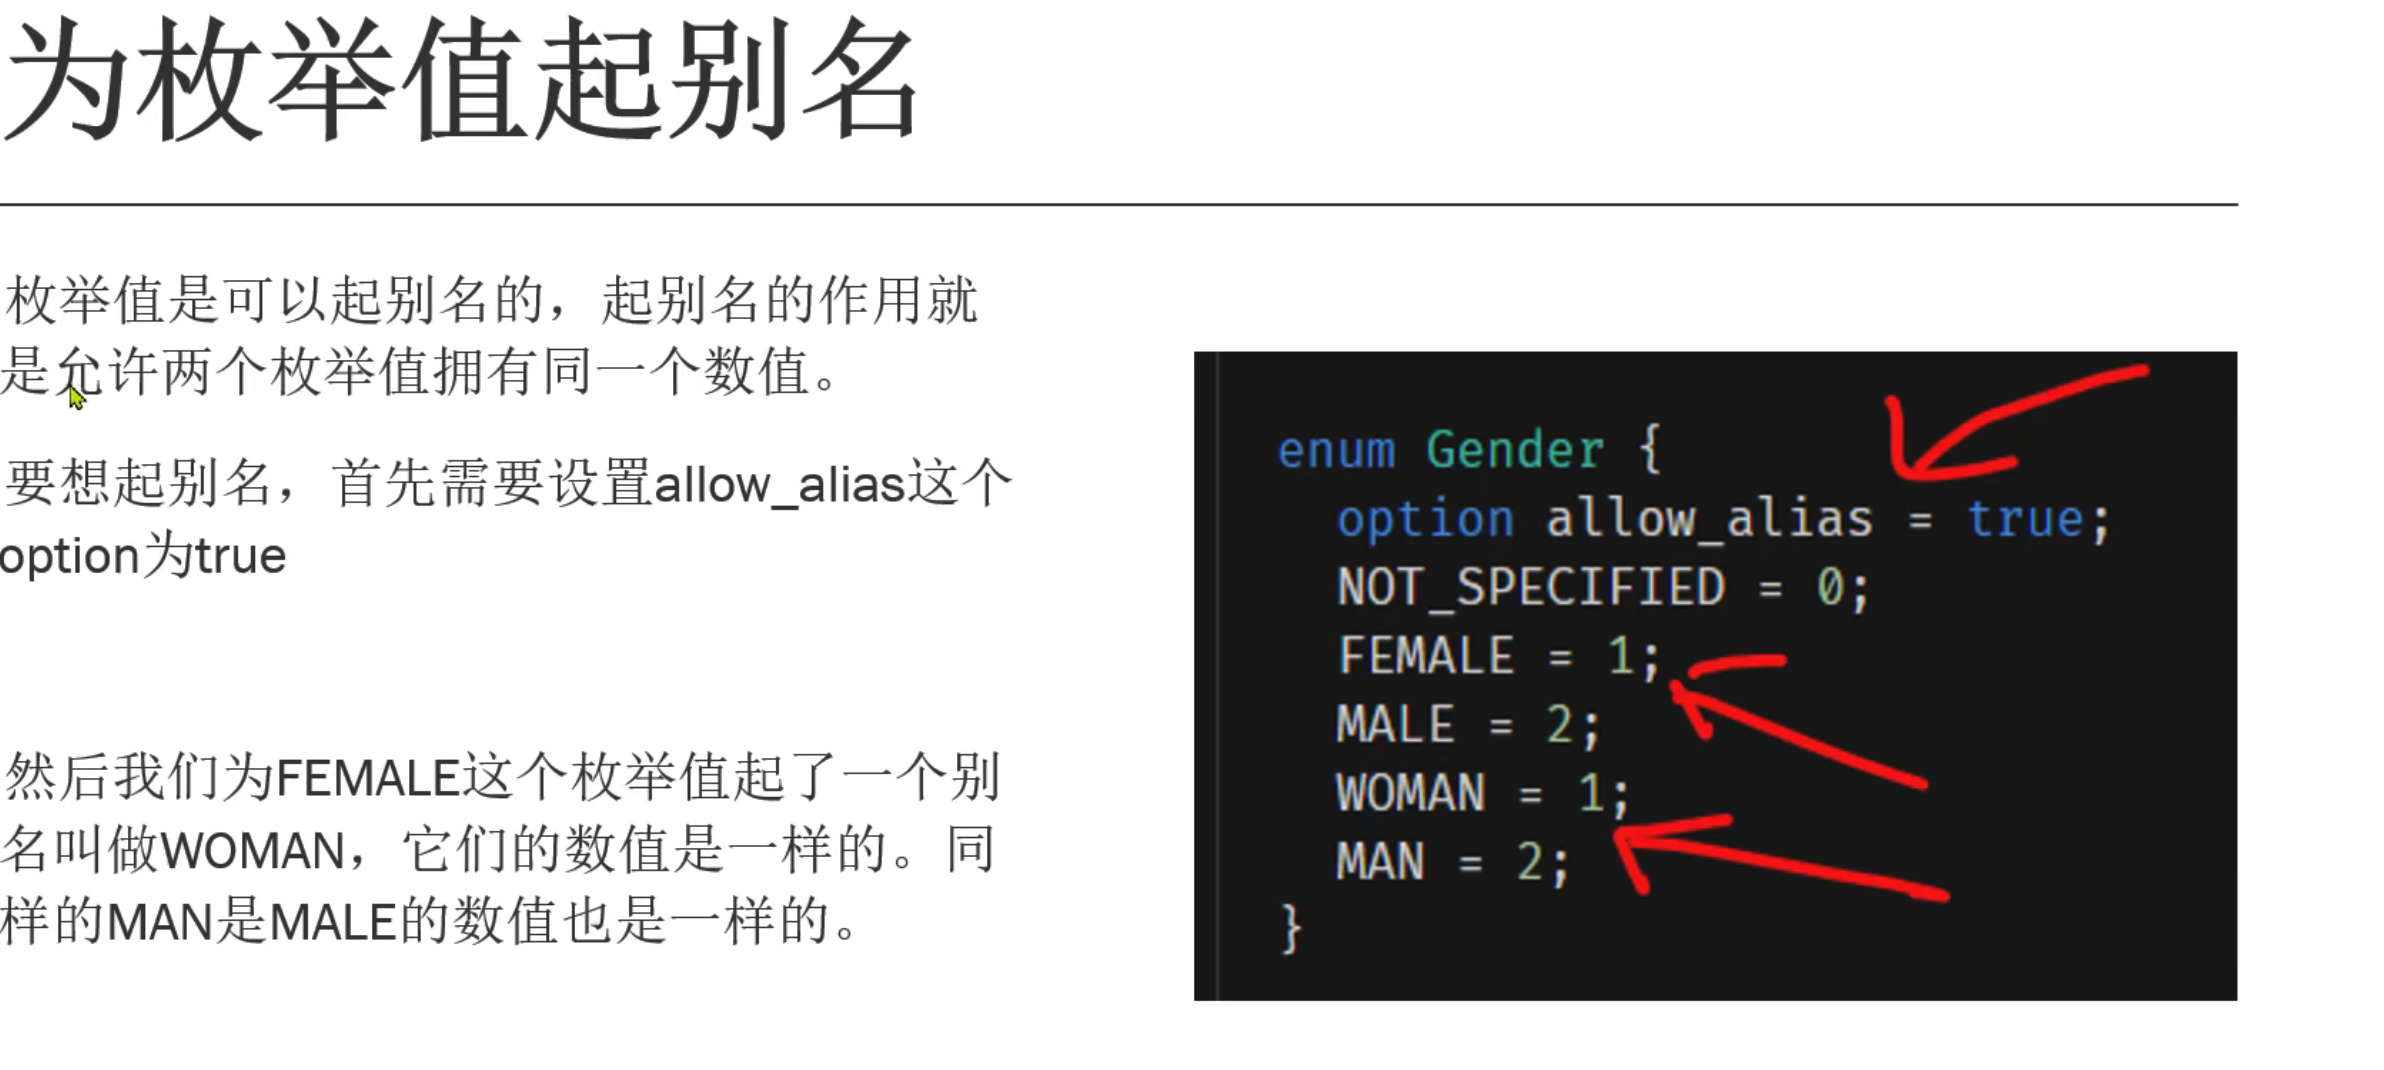 为枚举值起别名
枚举值是可以起别名的，起别名的作用就
是允许两个枚举值拥有同一个数值。
要想起别名，首先需要设置allow_alias这个
option为true
然后我们为FEMALE这个枚举值起了一个别
名叫做WOMAN，它们的数值是一样的。同
样的MAN是MALE的数值也是一样的。
enum Gender {
option allow_alias = true;
NOT_SPECIFIED = 0;
FEMALE = 1;
MALE = 2;
WOMAN = 1;
MAN = 2;
}